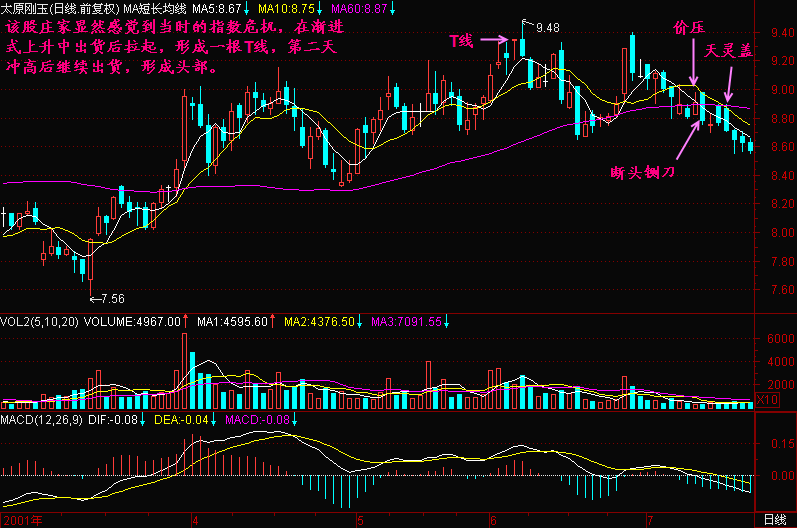 太原刚玉(日线.前复权) MA短长均线 MA5:8.67↓ MA10:8.75↓ MA60:8.87↓
该股庄家显然感觉到当时的指数危机，在渐进
式上升中出货后拉起，形成一根T线，第二天
冲高后继续出货，形成头部。
T线
9.48
价压
天灵盖
断头铡刀
←7.56
9.40
9.20
9.00
8.80
8.60
8.40
8.20
8.00
7.80
7.60
VOL2(5,10,20) VOLUME:4967.00↑ MA1:4595.60↑ MA2:4376.50↓ MA3:7091.55↓
6000
4000
2000
X10
MACD(12,26,9) DIF:-0.08↓ DEA:-0.04↓ MACD:-0.08↓
0.15
0.00
2001年 4 5 6 7 日线